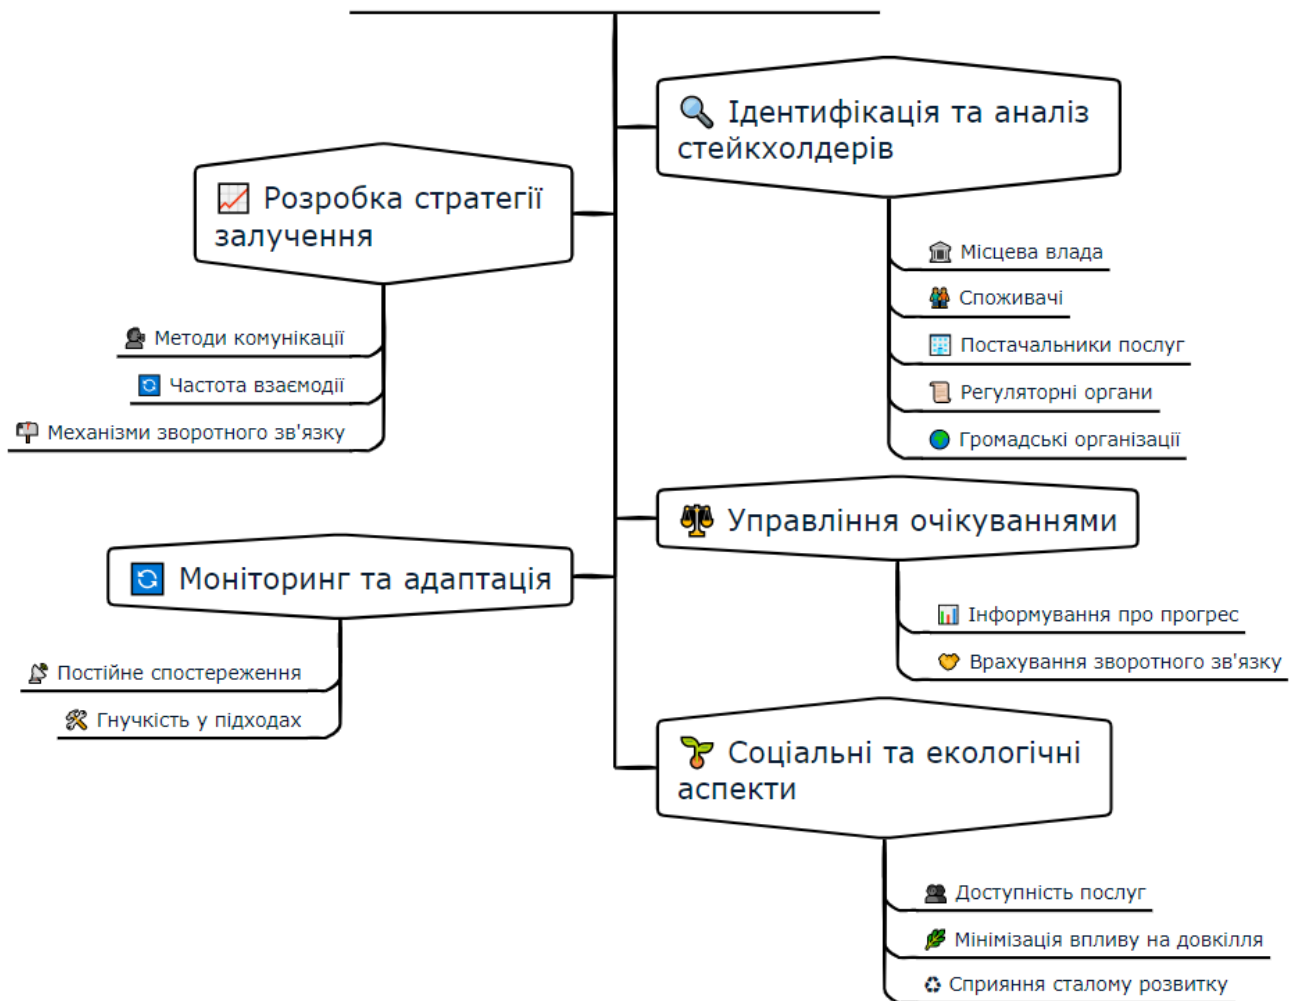 Ідентифікація та аналіз
стейкхолдерів
Місцева влада
Споживачі
Постачальники послуг
Регуляторні органи
Громадські організації
Розробка стратегії
залучення
Методи комунікації
Частота взаємодії
Механізми зворотного зв'язку
Управління очікуваннями
Інформування про прогрес
Врахування зворотного зв'язку
Моніторинг та адаптація
Постійне спостереження
Гнучкість у підходах
Соціальні та екологічні
аспекти
Доступність послуг
Мінімізація впливу на довкілля
Сприяння сталому розвитку